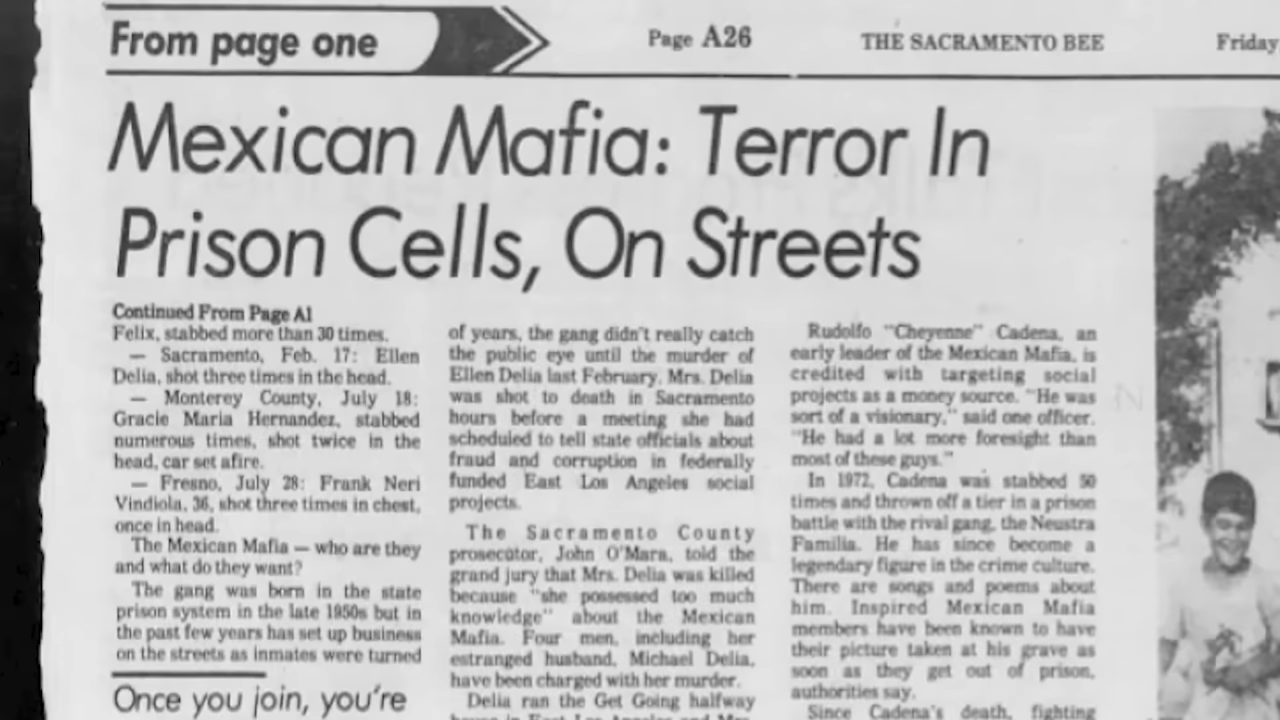 From page one
Page A26
THE SACRAMENTO BEE
Friday
Mexican Mafia: Terror In
Prison Cells, On Streets
Continued From Page A1
Felix, stabbed more than 30 times.
— Sacramento, Feb. 17: Ellen
Delia, shot three times in the head.
— Monterey County, July 18:
Gracie Maria Hernandez, stabbed
numerous times, shot twice in the
head, car set afire.
— Fresno, July 28: Frank Neri
Vindiola, 36, shot three times in chest,
once in head.
The Mexican Mafia — who are they
and what do they want?
The gang was born in the state
prison system in the late 1950s but in
the past few years has set up business
on the streets as inmates were turned
Once you join, you're
of years, the gang didn't really catch
the public eye until the murder of
Ellen Delia last February. Mrs. Delia
was shot to death in Sacramento
hours before a meeting she had
scheduled to tell state officials about
fraud and corruption in federally
funded East Los Angeles social
projects.
The Sacramento County
prosecutor, John O'Mara, told the
grand jury that Mrs. Delia was killed
because "she possessed too much
knowledge" about the Mexican
Mafia. Four men, including her
estranged husband, Michael Delia,
have been charged with her murder.
Delia ran the Get Going halfway
Rudolfo "Cheyenne" Cadena, an
early leader of the Mexican Mafia, is
credited with targeting social
projects as a money source. "He was
sort of a visionary," said one officer.
"He had a lot more foresight than
most of these guys."
In 1972, Cadena was stabbed 50
times and thrown off a tier in a prison
battle with the rival gang, the Neustra
Familia. He has since become a
legendary figure in the crime culture.
There are songs and poems about
him. Inspired Mexican Mafia
members have been known to have
their picture taken at his grave as
soon as they get out of prison,
authorities say.
Since Cadena's death, fighting